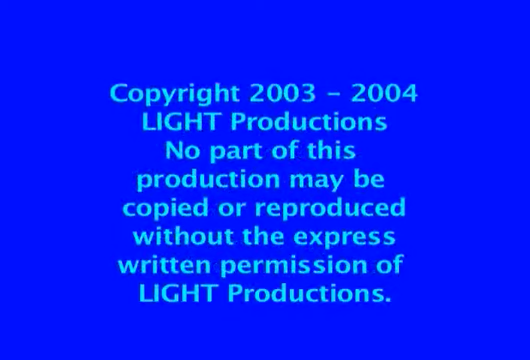 Copyright 2003 – 2004
LIGHT Productions
No part of this
production may be
copied or reproduced
without the express
written permission of
LIGHT Productions.